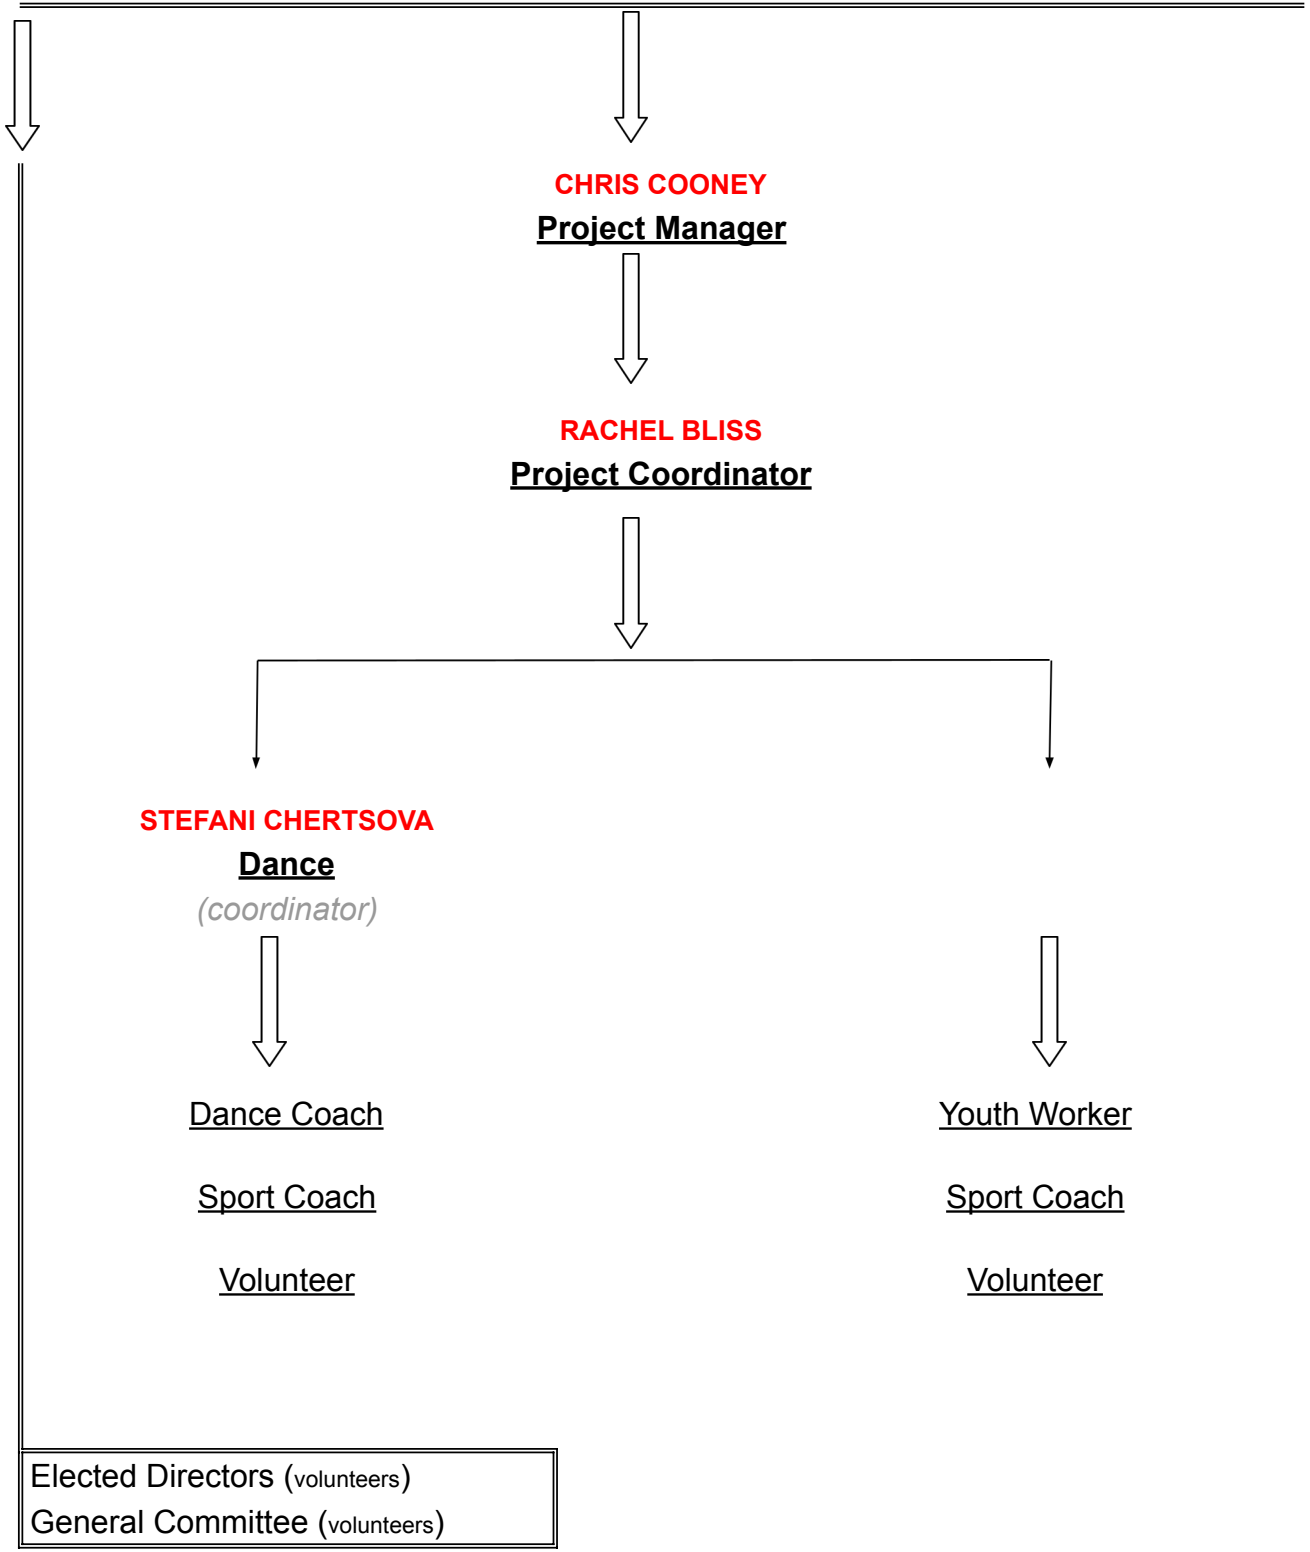 CHRIS COONEY
Project Manager
RACHEL BLISS
Project Coordinator
STEFANI CHERTSOVA
Dance
(coordinator)
Dance Coach
Sport Coach
Volunteer
Youth Worker
Sport Coach
Volunteer
Elected Directors (volunteers)
General Committee (volunteers)